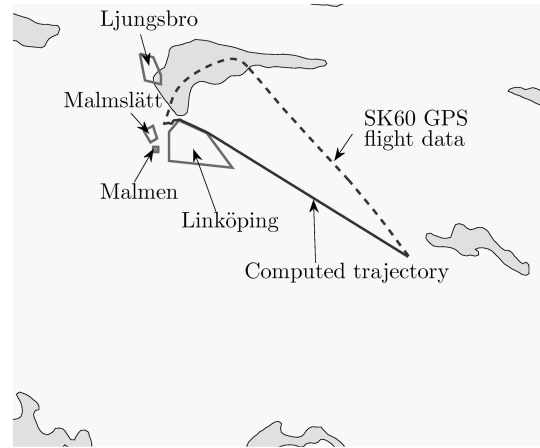 Ljungsbro
Malmslätt
SK60 GPS
flight data
Malmen
Linköping
Computed trajectory